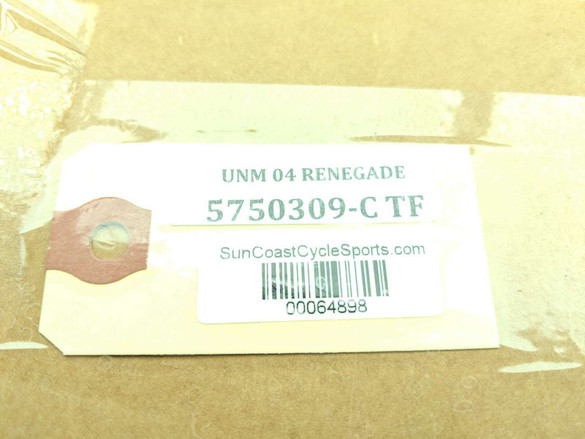 UNM 04 RENEGADE
5750309-C TF
SunCoastCycleSports.com
00064898